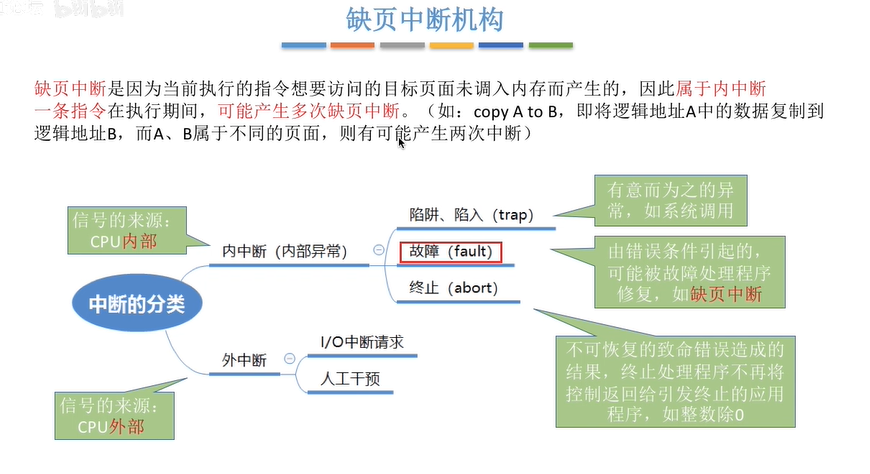 缺页中断机构
缺页中断是因为当前执行的指令想要访问的目标页面未调入内存而产生的，因此属于内中断
一条指令在执行期间，可能产生多次缺页中断。（如：copy A to B，即将逻辑地址A中的数据复制到
逻辑地址B，而A、B属于不同的页面，则有可能产生两次中断）
信号的来源：
CPU内部
中断的分类
内中断（内部异常）
陷阱、陷入（trap）
有意而为之的异
常，如系统调用
故障（fault）
由错误条件引起的，
可能被故障处理程序
修复，如缺页中断
终止（abort）
不可恢复的致命错误造成的
结果，终止处理程序不再将
控制返回给引发终止的应用
程序，如整数除0
外中断
I/O中断请求
人工干预
信号的来源：
CPU外部